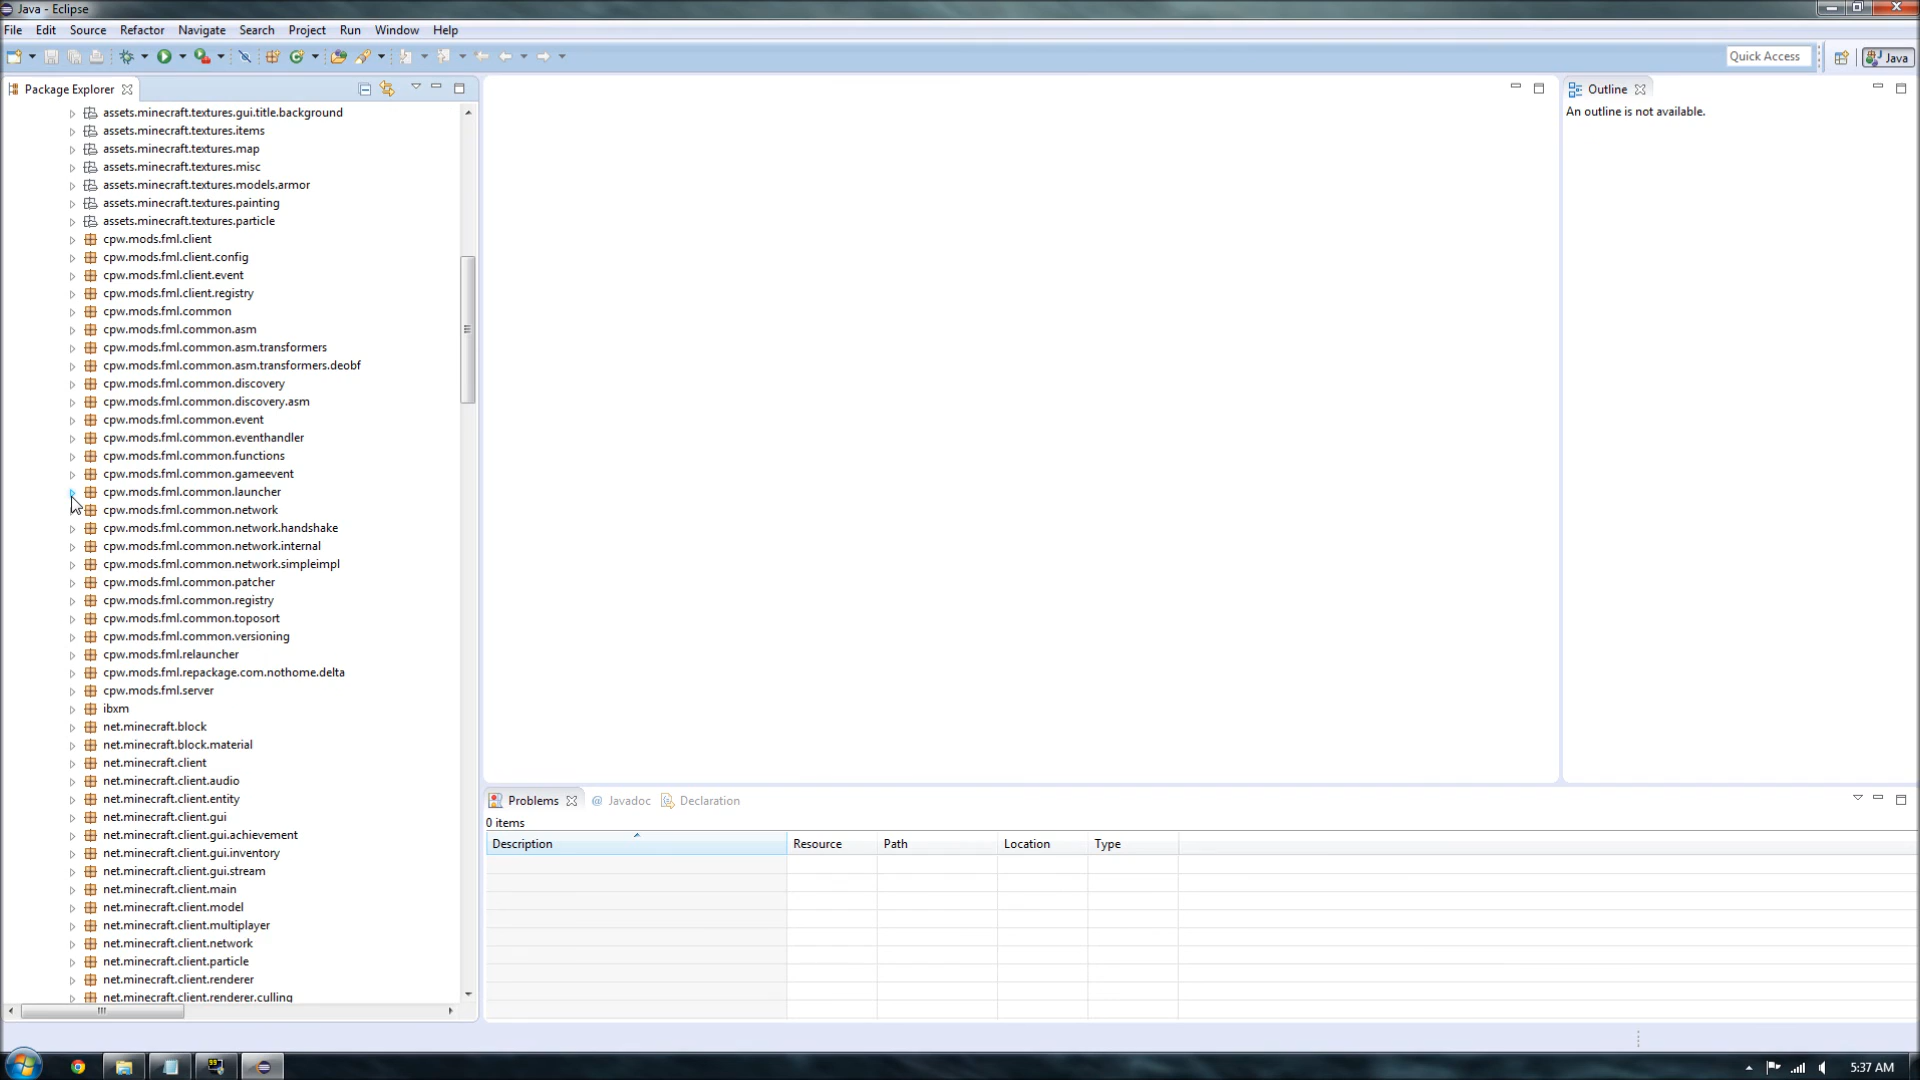 Java - Eclipse
File Edit Source Refactor Navigate Search Project Run Window Help
Quick Access
Java
Package Explorer
assets.minecraft.textures.gui.title.background
assets.minecraft.textures.items
assets.minecraft.textures.map
assets.minecraft.textures.misc
assets.minecraft.textures.models.armor
assets.minecraft.textures.painting
assets.minecraft.textures.particle
cpw.mods.fml.client
cpw.mods.fml.client.config
cpw.mods.fml.client.event
cpw.mods.fml.client.registry
cpw.mods.fml.common
cpw.mods.fml.common.asm
cpw.mods.fml.common.asm.transformers
cpw.mods.fml.common.asm.transformers.deobf
cpw.mods.fml.common.discovery
cpw.mods.fml.common.discovery.asm
cpw.mods.fml.common.event
cpw.mods.fml.common.eventhandler
cpw.mods.fml.common.functions
cpw.mods.fml.common.gameevent
cpw.mods.fml.common.launcher
cpw.mods.fml.common.network
cpw.mods.fml.common.network.handshake
cpw.mods.fml.common.network.internal
cpw.mods.fml.common.network.simpleimpl
cpw.mods.fml.common.patcher
cpw.mods.fml.common.registry
cpw.mods.fml.common.toposort
cpw.mods.fml.common.versioning
cpw.mods.fml.relauncher
cpw.mods.fml.repackage.com.nothome.delta
cpw.mods.fml.server
ibxm
net.minecraft.block
net.minecraft.block.material
net.minecraft.client
net.minecraft.client.audio
net.minecraft.client.entity
net.minecraft.client.gui
net.minecraft.client.gui.achievement
net.minecraft.client.gui.inventory
net.minecraft.client.gui.stream
net.minecraft.client.main
net.minecraft.client.model
net.minecraft.client.multiplayer
net.minecraft.client.network
net.minecraft.client.particle
net.minecraft.client.renderer
net.minecraft.client.renderer.culling
Outline
An outline is not available.
Problems @ Javadoc Declaration
0 items
Description Resource Path Location Type
5:37 AM